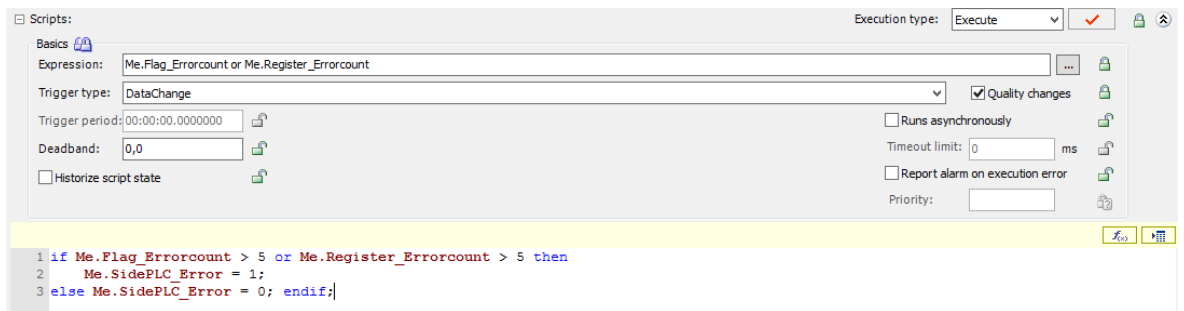 Scripts: Execution type: Execute
Basics
Expression: Me.Flag_Errorcount or Me.Register_Errorcount ...
Trigger type: DataChange Quality changes
Trigger period: 00:00:00.0000000 Runs asynchronously
Deadband: 0,0 Timeout limit: 0 ms
Historize script state Report alarm on execution error
Priority:
f(x)
1 if Me.Flag_Errorcount > 5 or Me.Register_Errorcount > 5 then
2 Me.SidePLC_Error = 1;
3 else Me.SidePLC_Error = 0; endif;